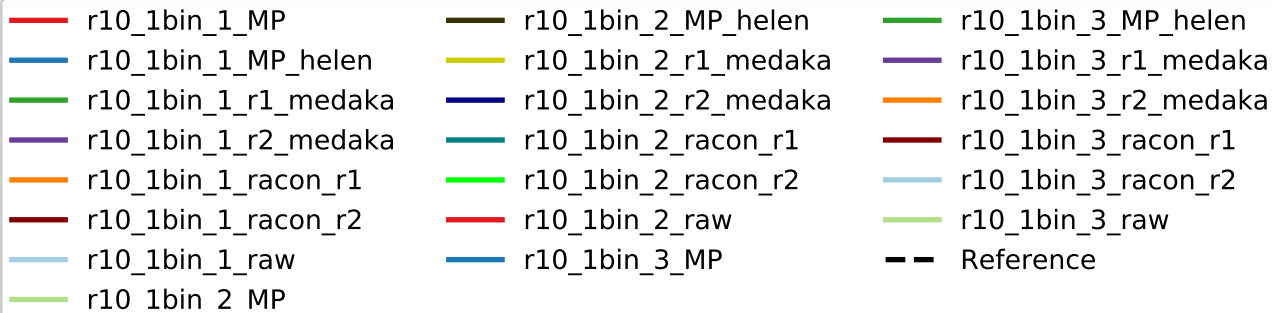 r10_1bin_1_MP
r10_1bin_1_MP_helen
r10_1bin_1_r1_medaka
r10_1bin_1_r2_medaka
r10_1bin_1_racon_r1
r10_1bin_1_racon_r2
r10_1bin_1_raw
r10_1bin_2_MP
r10_1bin_2_MP_helen
r10_1bin_2_r1_medaka
r10_1bin_2_r2_medaka
r10_1bin_2_racon_r1
r10_1bin_2_racon_r2
r10_1bin_2_raw
r10_1bin_3_MP
r10_1bin_3_MP_helen
r10_1bin_3_r1_medaka
r10_1bin_3_r2_medaka
r10_1bin_3_racon_r1
r10_1bin_3_racon_r2
r10_1bin_3_raw
Reference